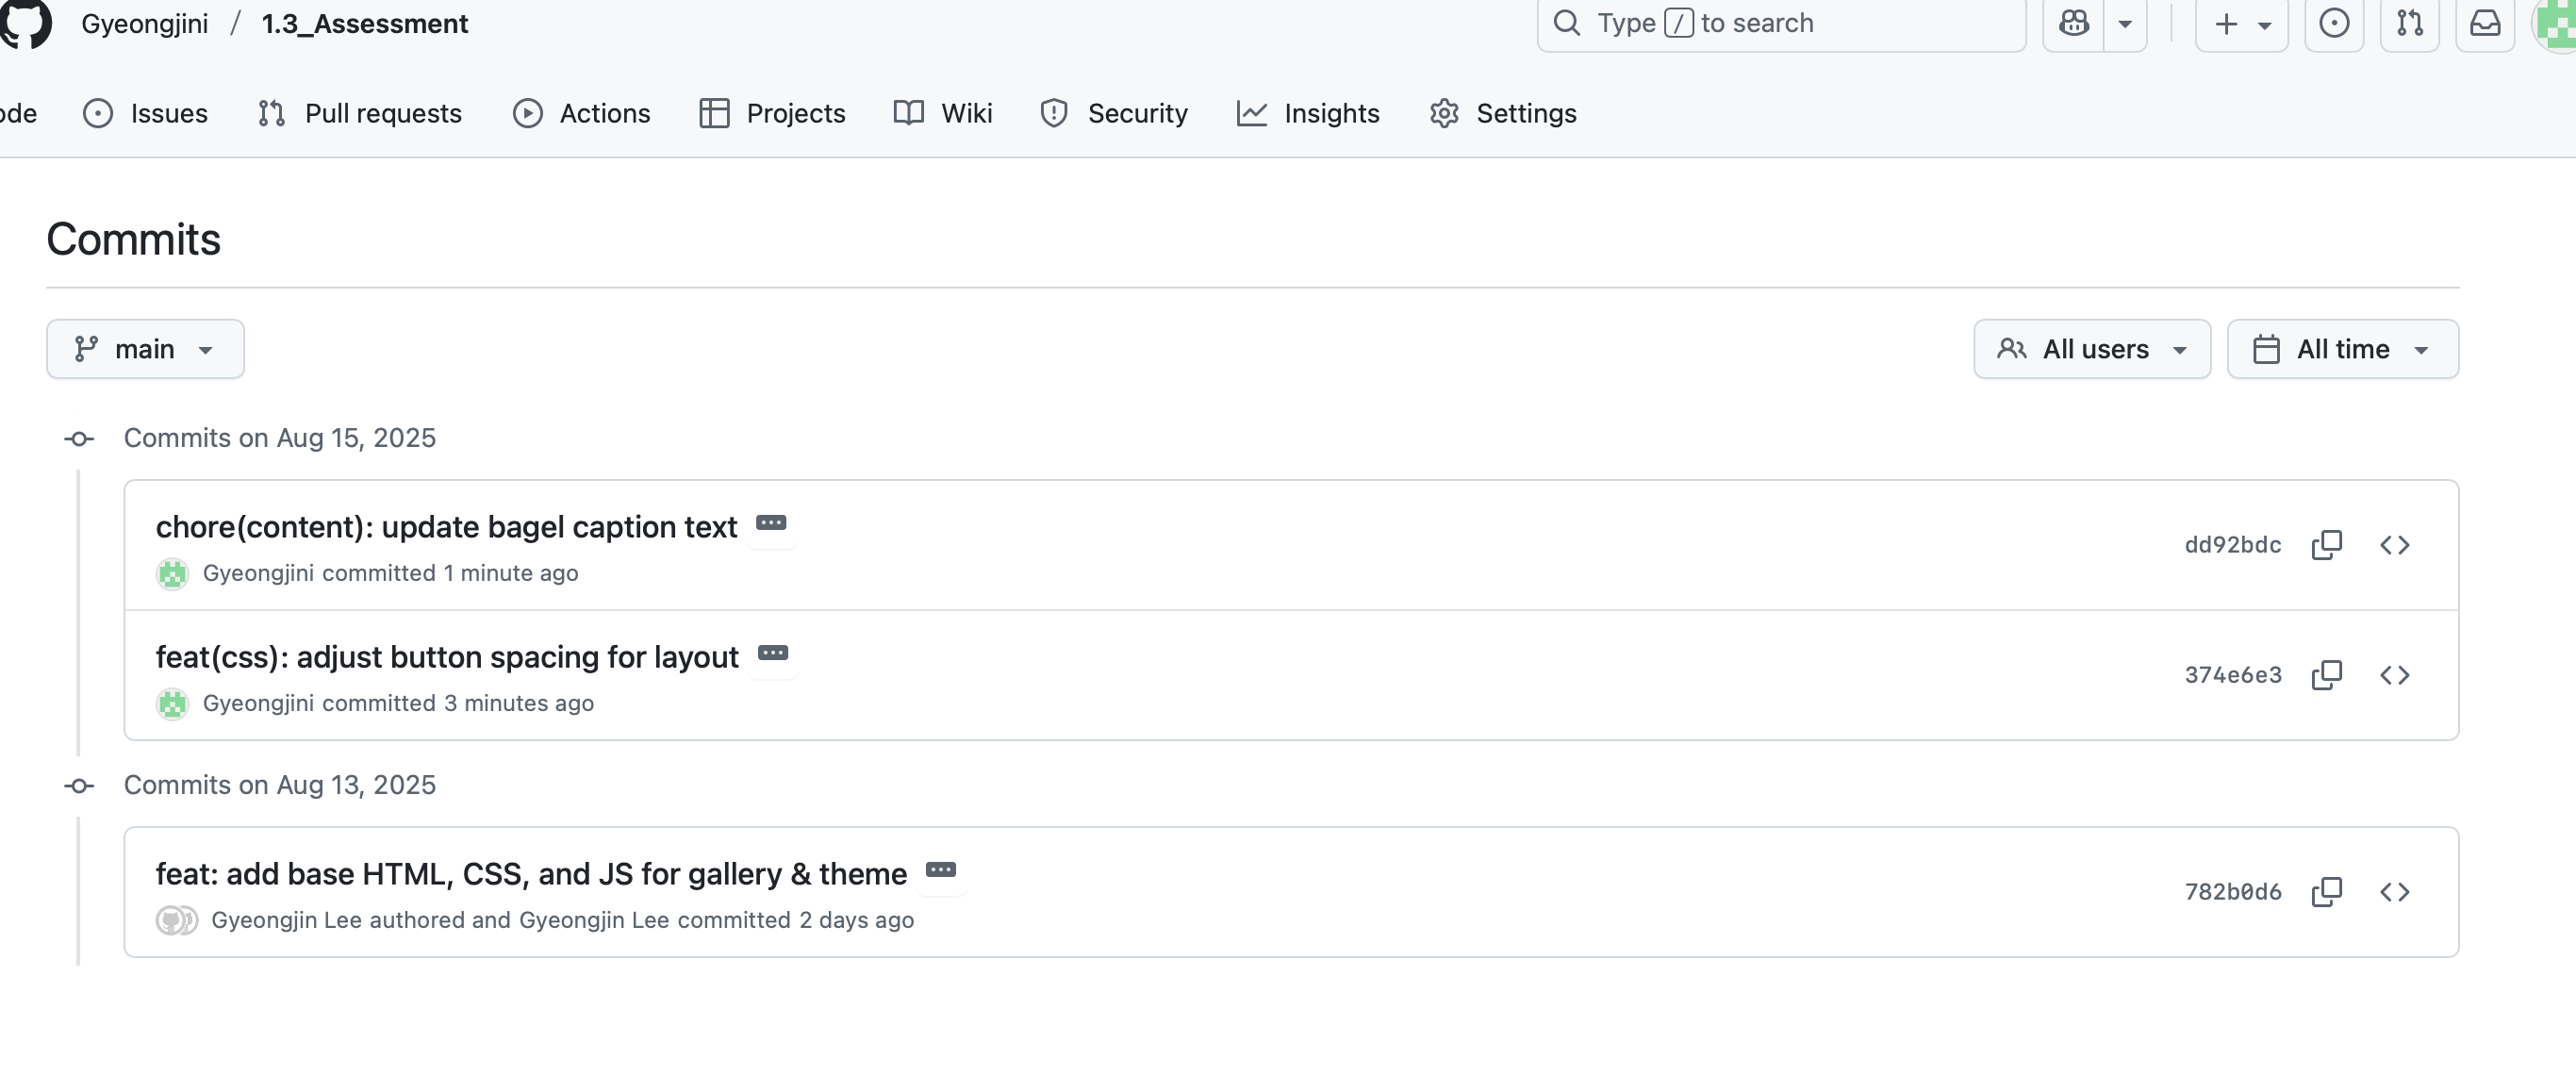 Gyeongjini / 1.3_Assessment Type / to search
ode Issues Pull requests Actions Projects Wiki Security Insights Settings
Commits
main All users All time
Commits on Aug 15, 2025
chore(content): update bagel caption text
dd92bdc
Gyeongjini committed 1 minute ago
feat(css): adjust button spacing for layout
374e6e3
Gyeongjini committed 3 minutes ago
Commits on Aug 13, 2025
feat: add base HTML, CSS, and JS for gallery & theme
782b0d6
Gyeongjin Lee authored and Gyeongjin Lee committed 2 days ago